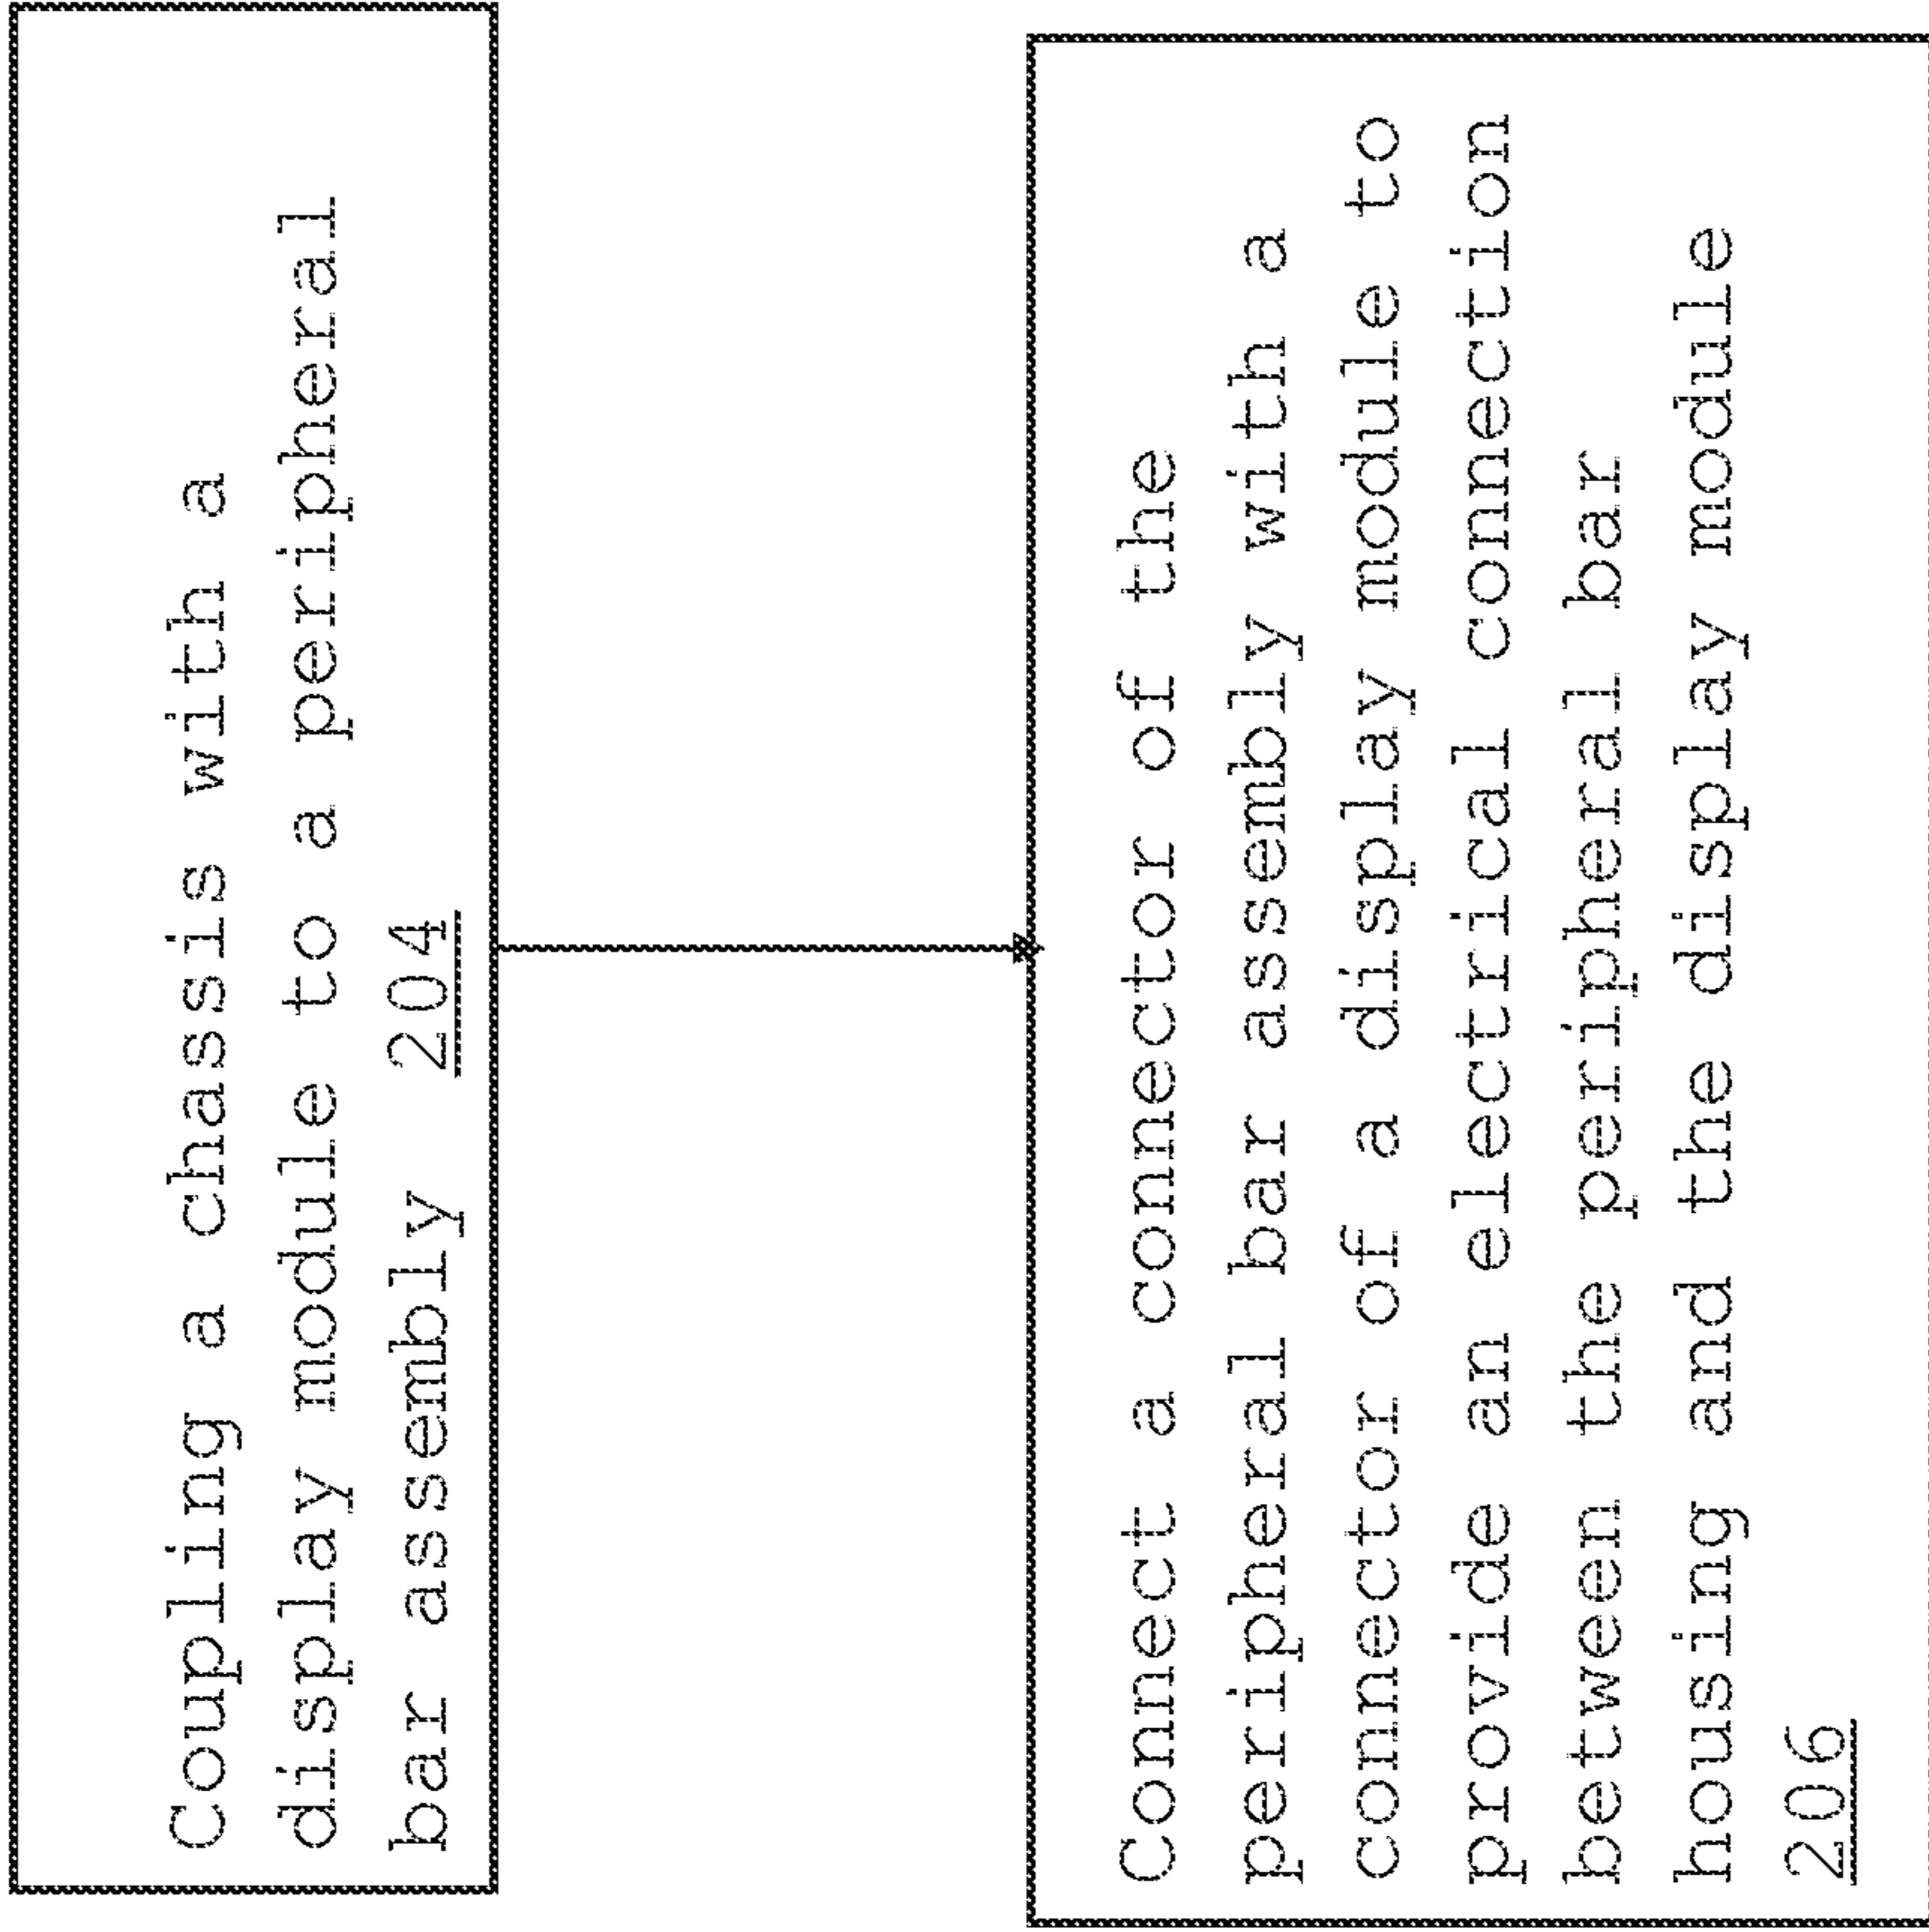 Coupling a chassis with a
display module to a peripheral
bar assembly 204
Connect a connector of the
peripheral bar assembly with a
connector of a display module to
provide an electrical connection
between the peripheral bar
housing and the display module
206